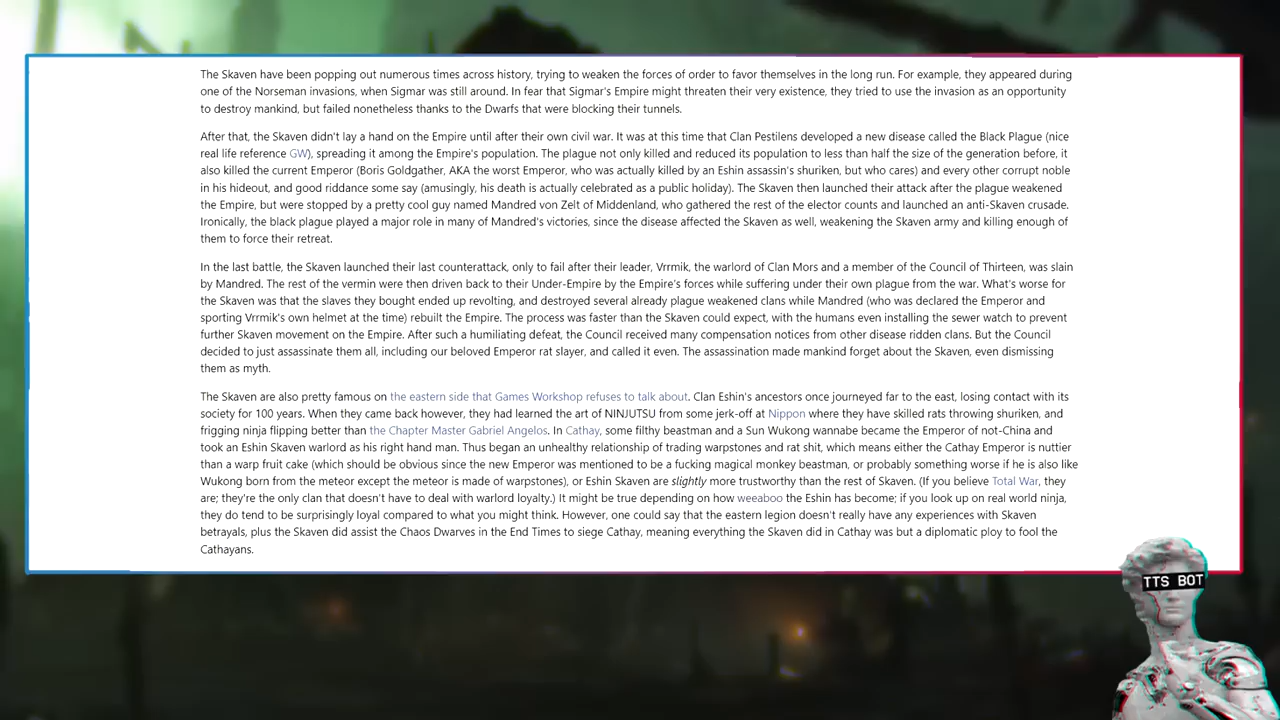 The Skaven have been popping out numerous times across history, trying to weaken the forces of order to favor themselves in the long run. For example, they appeared during
one of the Norseman invasions, when Sigmar was still around. In fear that Sigmar's Empire might threaten their very existence, they tried to use the invasion as an opportunity
to destroy mankind, but failed nonetheless thanks to the Dwarfs that were blocking their tunnels.
After that, the Skaven didn't lay a hand on the Empire until after their own civil war. It was at this time that Clan Pestilens developed a new disease called the Black Plague (nice
real life reference GW), spreading it among the Empire's population. The plague not only killed and reduced its population to less than half the size of the generation before, it
also killed the current Emperor (Boris Goldgather, AKA the worst Emperor, who was actually killed by an Eshin assassin's shuriken, but who cares) and every other corrupt noble
in his hideout, and good riddance some say (amusingly, his death is actually celebrated as a public holiday). The Skaven then launched their attack after the plague weakened
the Empire, but were stopped by a pretty cool guy named Mandred von Zelt of Middenland, who gathered the rest of the elector counts and launched an anti-Skaven crusade.
Ironically, the black plague played a major role in many of Mandred's victories, since the disease affected the Skaven as well, weakening the Skaven army and killing enough of
them to force their retreat.
In the last battle, the Skaven launched their last counterattack, only to fail after their leader, Vrrmik, the warlord of Clan Mors and a member of the Council of Thirteen, was slain
by Mandred. The rest of the vermin were then driven back to their Under-Empire by the Empire's forces while suffering under their own plague from the war. What's worse for
the Skaven was that the slaves they bought ended up revolting, and destroyed several already plague weakened clans while Mandred (who was declared the Emperor and
sporting Vrrmik's own helmet at the time) rebuilt the Empire. The process was faster than the Skaven could expect, with the humans even installing the sewer watch to prevent
further Skaven movement on the Empire. After such a humiliating defeat, the Council received many compensation notices from other disease ridden clans. But the Council
decided to just assassinate them all, including our beloved Emperor rat slayer, and called it even. The assassination made mankind forget about the Skaven, even dismissing
them as myth.
The Skaven are also pretty famous on the eastern side that Games Workshop refuses to talk about. Clan Eshin's ancestors once journeyed far to the east, losing contact with its
society for 100 years. When they came back however, they had learned the art of NINJUTSU from some jerk-off at Nippon where they have skilled rats throwing shuriken, and
frigging ninja flipping better than the Chapter Master Gabriel Angelos. In Cathay, some filthy beastman and a Sun Wukong wannabe became the Emperor of not-China and
took an Eshin Skaven warlord as his right hand man. Thus began an unhealthy relationship of trading warpstones and rat shit, which means either the Cathay Emperor is nuttier
than a warp fruit cake (which should be obvious since the new Emperor was mentioned to be a fucking magical monkey beastman, or probably something worse if he is also like
Wukong born from the meteor except the meteor is made of warpstones), or Eshin Skaven are slightly more trustworthy than the rest of Skaven. (If you believe Total War, they
are; they're the only clan that doesn't have to deal with warlord loyalty.) It might be true depending on how weeaboo the Eshin has become; if you look up on real world ninja,
they do tend to be surprisingly loyal compared to what you might think. However, one could say that the eastern legion doesn't really have any experiences with Skaven
betrayals, plus the Skaven did assist the Chaos Dwarves in the End Times to siege Cathay, meaning everything the Skaven did in Cathay was but a diplomatic ploy to fool the
Cathayans.
TTS BOT